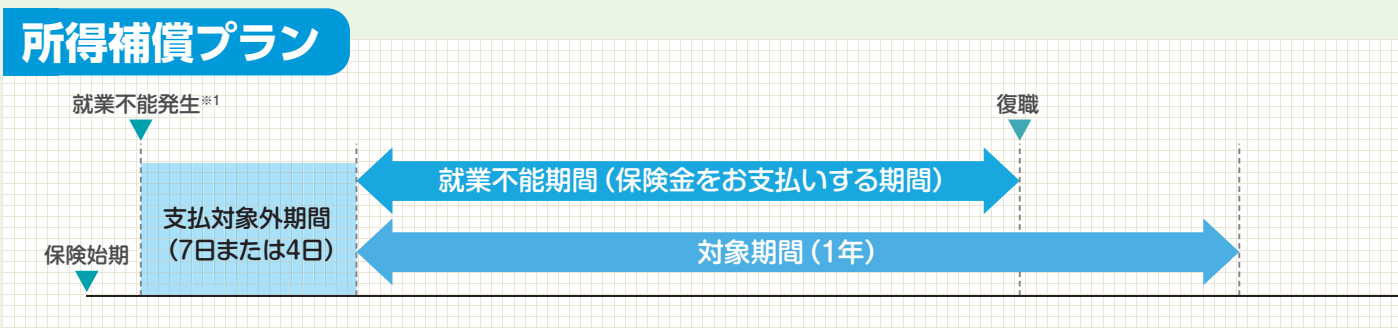 所得補償プラン
就業不能発生※1
復職
就業不能期間(保険金をお支払いする期間)
支払対象外期間
(7日または4日)
対象期間(1年)
保険始期